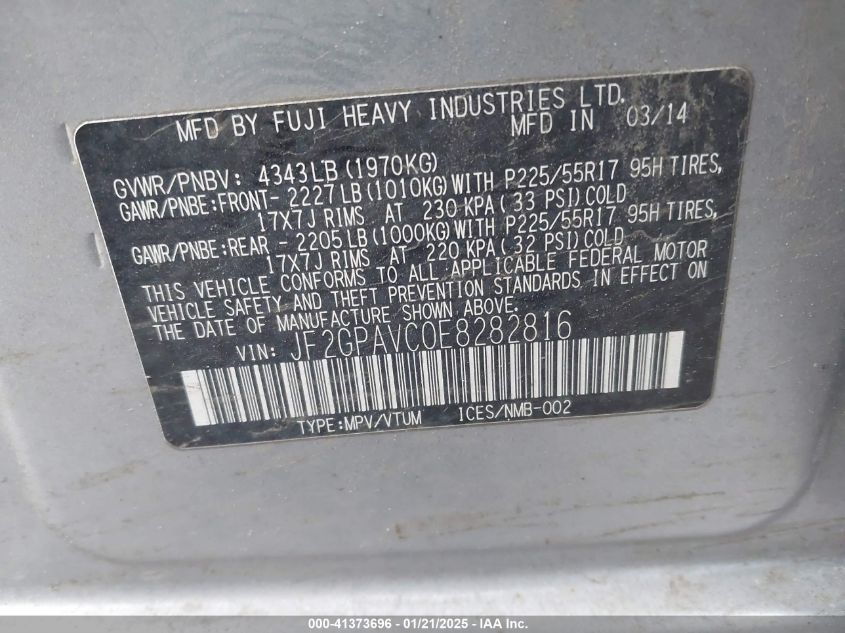 MFD BY FUJI HEAVY INDUSTRIES LTD.
MFD IN 03/14
GVWR/PNBV: 4343LB(1970KG)
GAWR/PNBE:FRONT- 2227LB(1010KG)WITH P225/55R17 95H TIRES,
17X7J RIMS AT 230 KPA( 33 PSI)COLD
GAWR/PNBE:REAR - 2205LB(1000KG)WITH P225/55R17 95H TIRES,
17X7J RIMS AT 220 KPA( 32 PSI)COLD
THIS VEHICLE CONFORMS TO ALL APPLICABLE FEDERAL MOTOR
VEHICLE SAFETY AND THEFT PREVENTION STANDARDS IN EFFECT ON
THE DATE OF MANUFACTURE SHOWN ABOVE.
VIN: JF2GPAVC0E8282816
TYPE:MPV/VTUM ICES/NMB-002
000-41373696 - 01/21/2025 - IAA Inc.